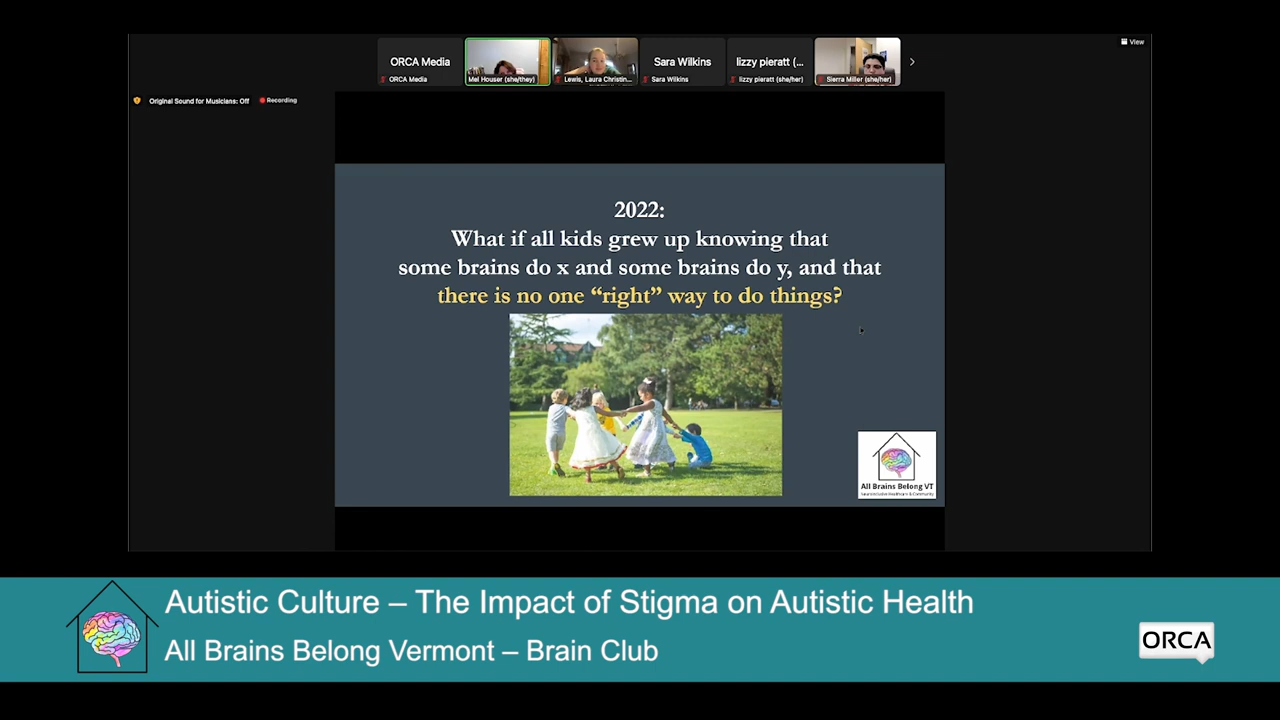 View
ORCA Media
Sara Wilkins
lizzy pieratt (...
ORCA Media
Mel Houser (she/they)
Lewis, Laura Christin...
Sara Wilkins
lizzy pieratt (she/her)
Sierra Miller (she/her)
Original Sound for Musicians: Off
Recording
2022:
What if all kids grew up knowing that
some brains do x and some brains do y, and that
there is no one “right” way to do things?
All Brains Belong VT
Neuroinclusive Healthcare & Community
Autistic Culture – The Impact of Stigma on Autistic Health
All Brains Belong Vermont – Brain Club
ORCA